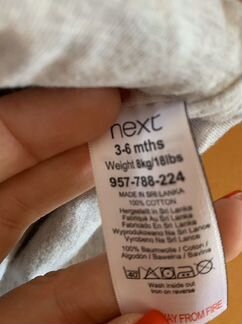 next
3-6 mths
Weight 8kg/18lbs
957-788-224
MADE IN SRI LANKA
100% COTTON
Hergestellt in Sri Lanka
Fabriqué Au Sri Lanka
Fabricado En Sri Lanka
Wyprodukowano Na Sri Lance
Vyrobeno Na Sri Lance
100% Baumwolle / Coton /
Algodón / Bawełna / Bavlna
40
Wash inside out
Iron on reverse
AWAY FROM FIRE